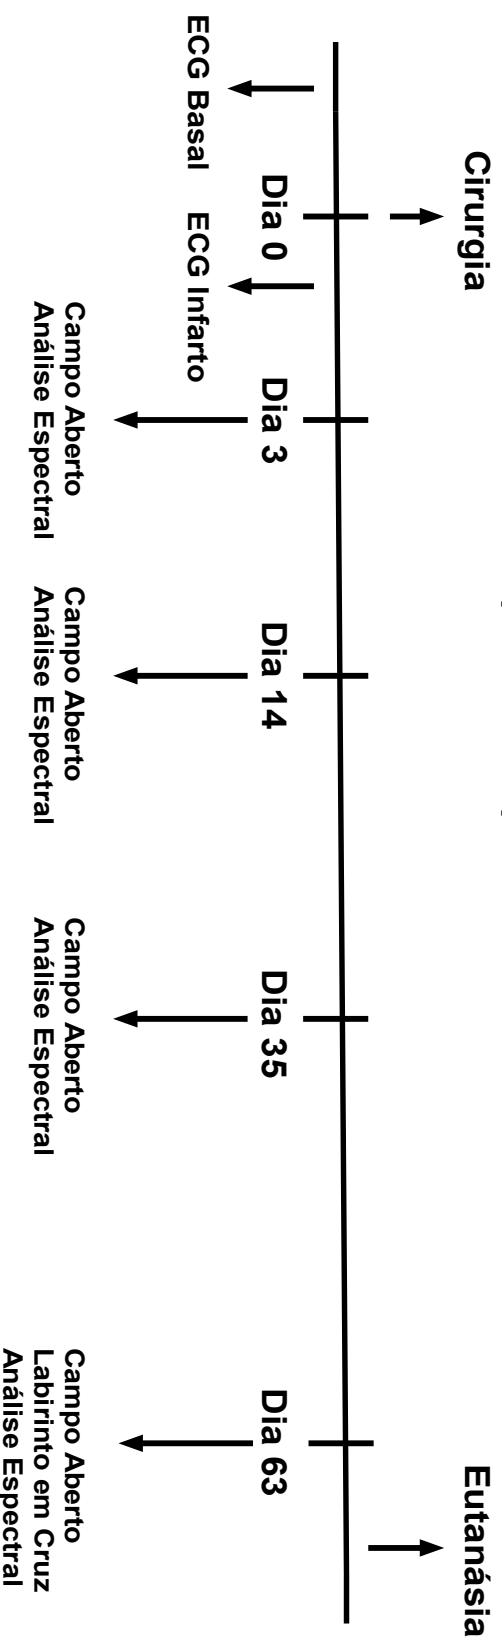 Cirurgia
Eutanásia
Dia 0
Dia 3
Dia 14
Dia 35
Dia 63
ECG Basal
ECG Infarto
Campo Aberto
Análise Espectral
Campo Aberto
Análise Espectral
Campo Aberto
Análise Espectral
Campo Aberto
Labirinto em Cruz
Análise Espectral